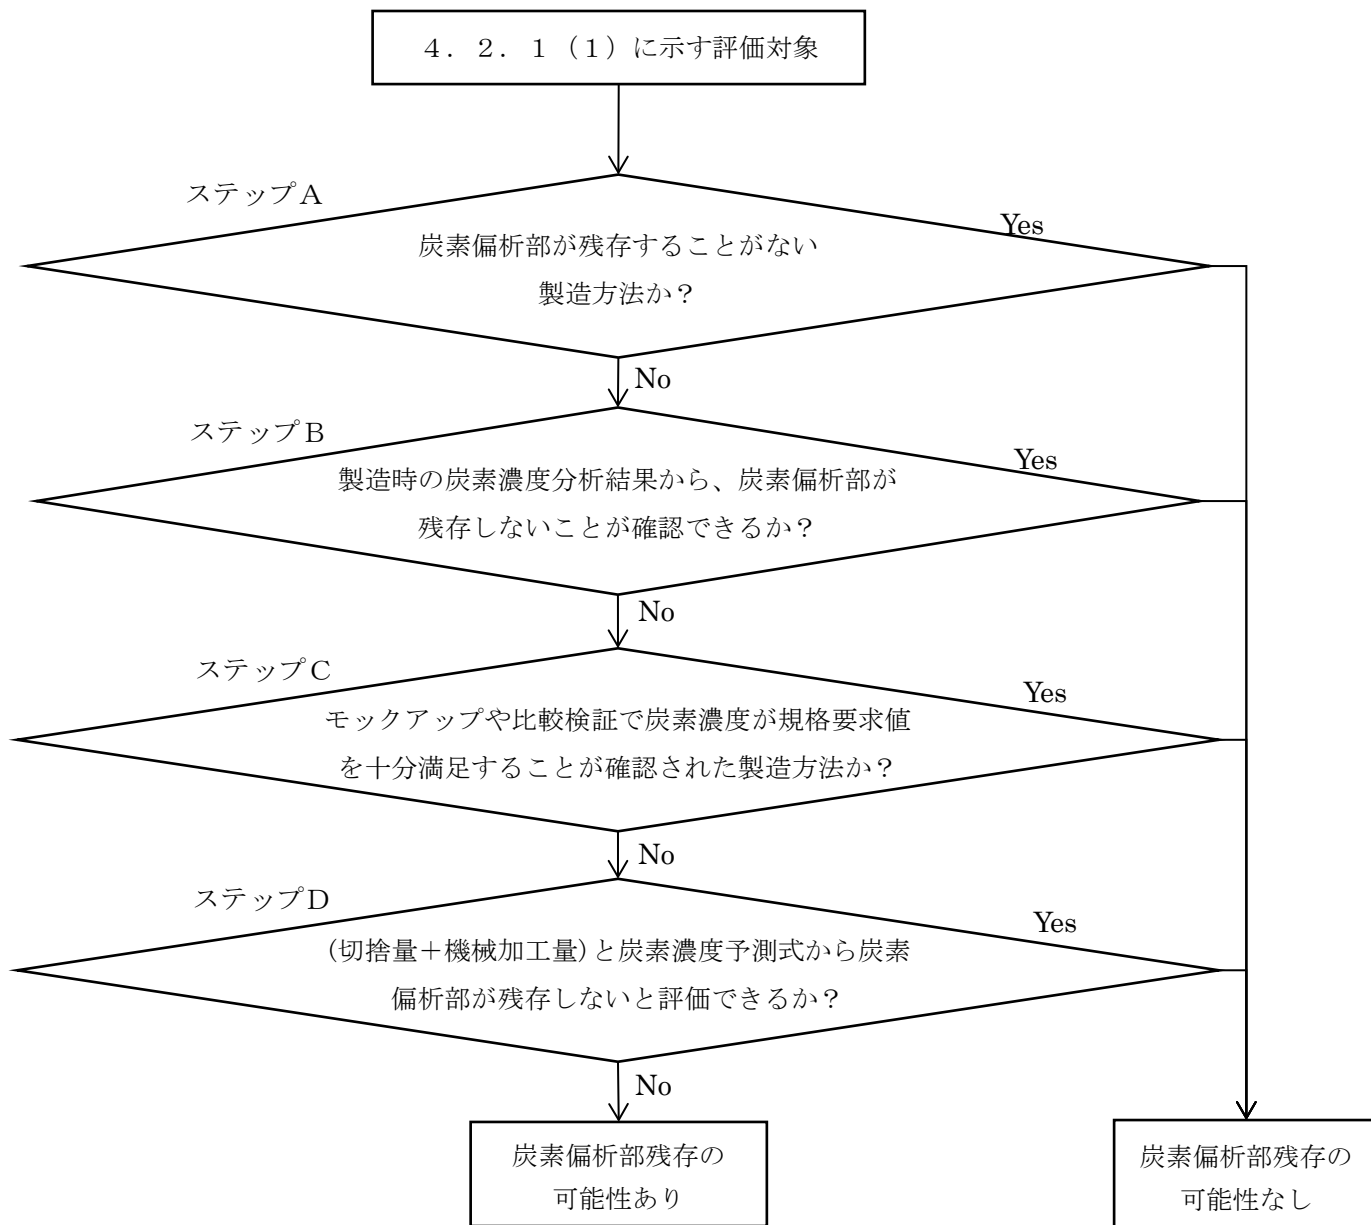 ４．２．１（１）に示す評価対象
ステップＡ
Yes
炭素偏析部が残存することがない
製造方法か？
No
ステップＢ
Yes
製造時の炭素濃度分析結果から、炭素偏析部が
残存しないことが確認できるか？
No
ステップＣ
Yes
モックアップや比較検証で炭素濃度が規格要求値
を十分満足することが確認された製造方法か？
No
ステップＤ
Yes
(切捨量＋機械加工量)と炭素濃度予測式から炭素
偏析部が残存しないと評価できるか？
No
炭素偏析部残存の
可能性あり
炭素偏析部残存の
可能性なし